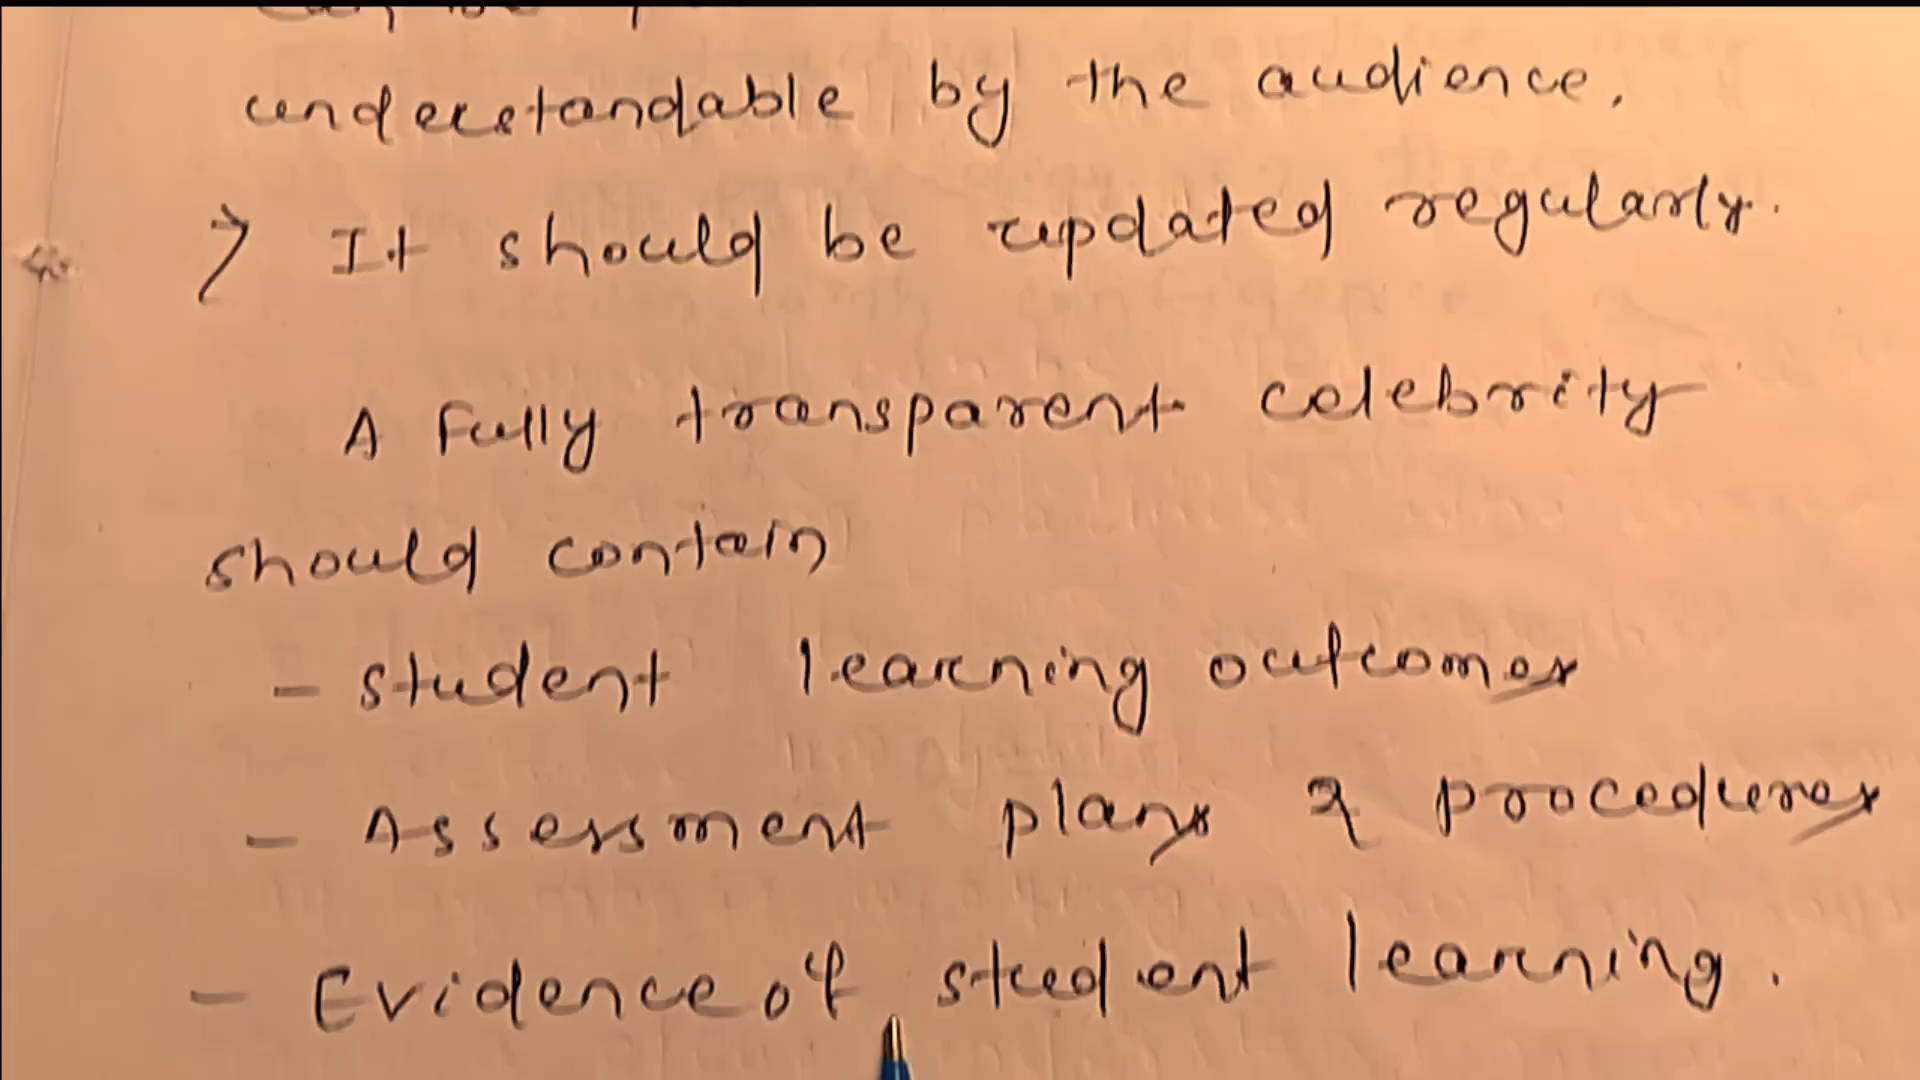 understandable by the audience.
> It should be updated regularly.
A fully transparent celebrity
should contain
- student learning outcomes
- Assessment plans & procedures
- Evidence of student learning.